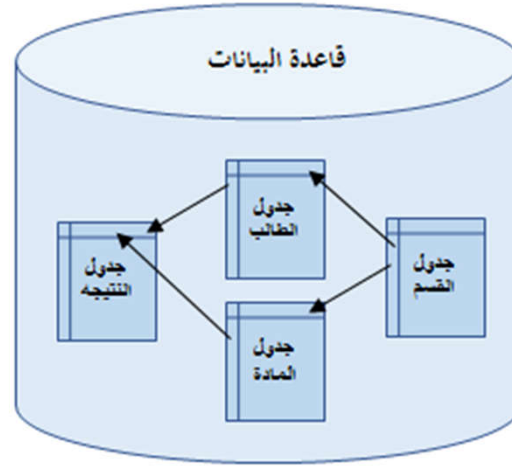 قاعدة البيانات
جدول
الطالب
جدول
القسم
جدول
النتيجه
جدول
المادة